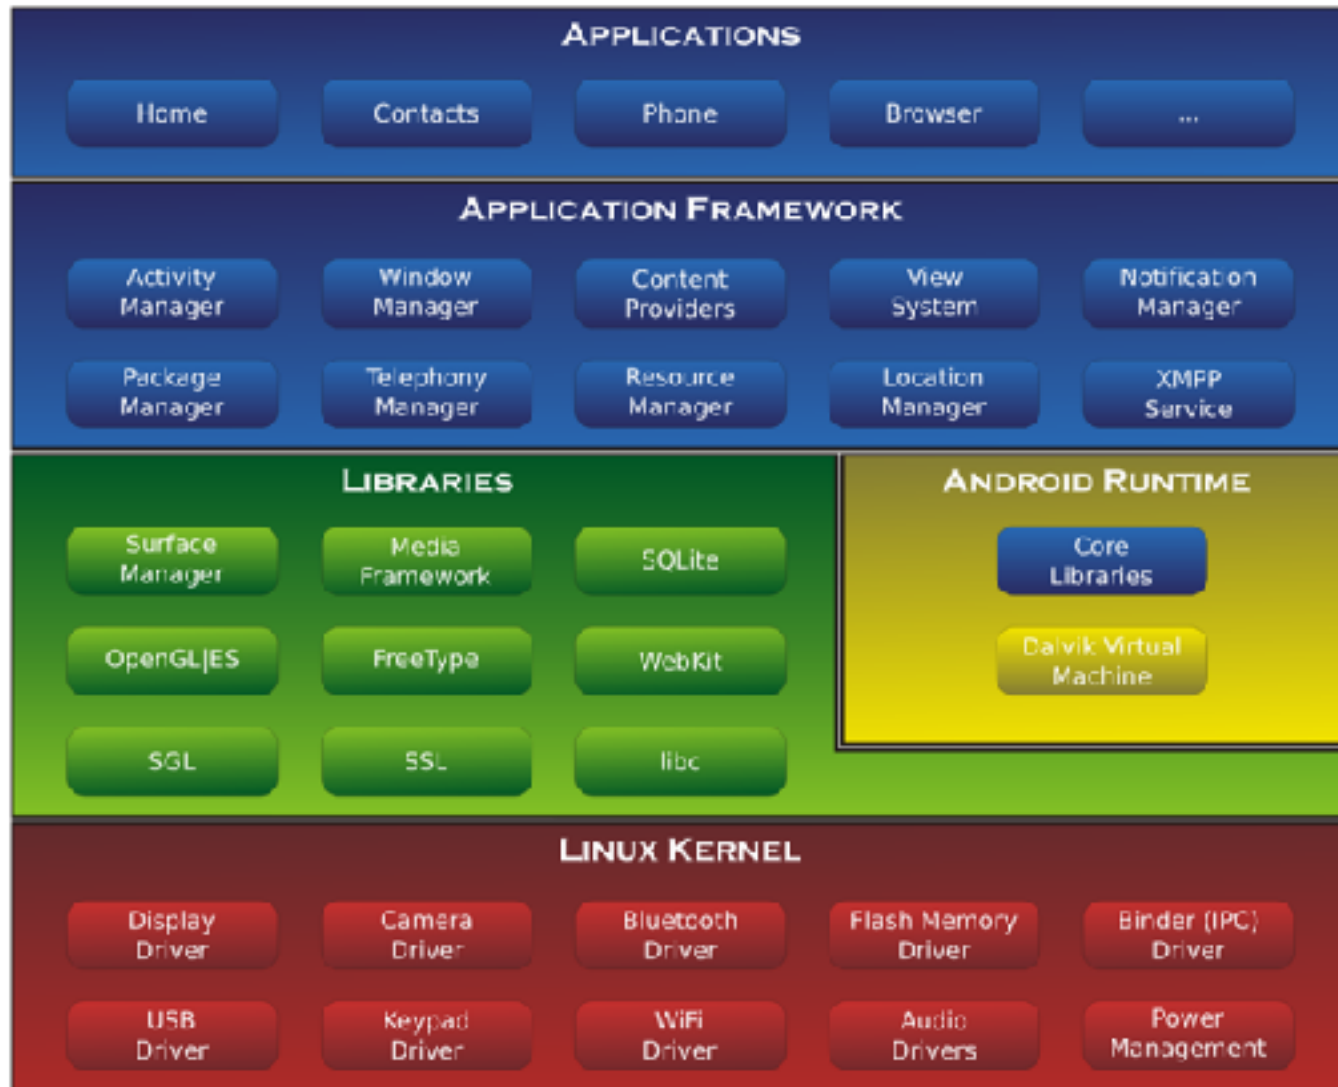 APPLICATIONS
Home
Contacts
Phone
Browser
...
APPLICATION FRAMEWORK
Activity
Manager
Window
Manager
Content
Providers
View
System
Notification
Manager
Package
Manager
Telephony
Manager
Resource
Manager
Location
Manager
XMPP
Service
LIBRARIES
Surface
Manager
Media
Framework
SQLite
OpenGL|ES
FreeType
WebKit
SGL
SSL
libc
ANDROID RUNTIME
Core
Libraries
Dalvik Virtual
Machine
LINUX KERNEL
Display
Driver
Camera
Driver
Bluetooth
Driver
Flash Memory
Driver
Binder (IPC)
Driver
USB
Driver
Keypad
Driver
WiFi
Driver
Audio
Drivers
Power
Management